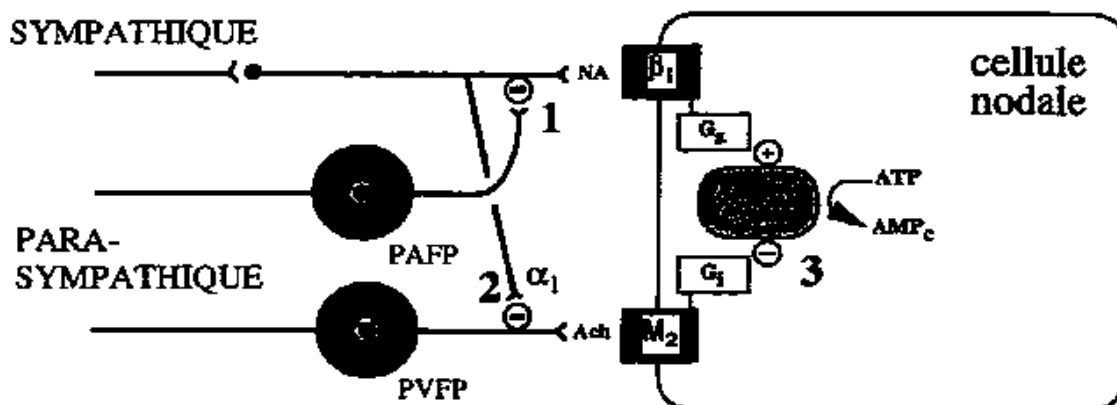 SYMPATHIQUE
NA
β₁
cellule
nodale
1
Gs
+
−
C
ATP
PAFP
AMPc
PARA-
SYMPATHIQUE
2
α₁
−
3
Gi
−
C
Ach
M₂
PVFP